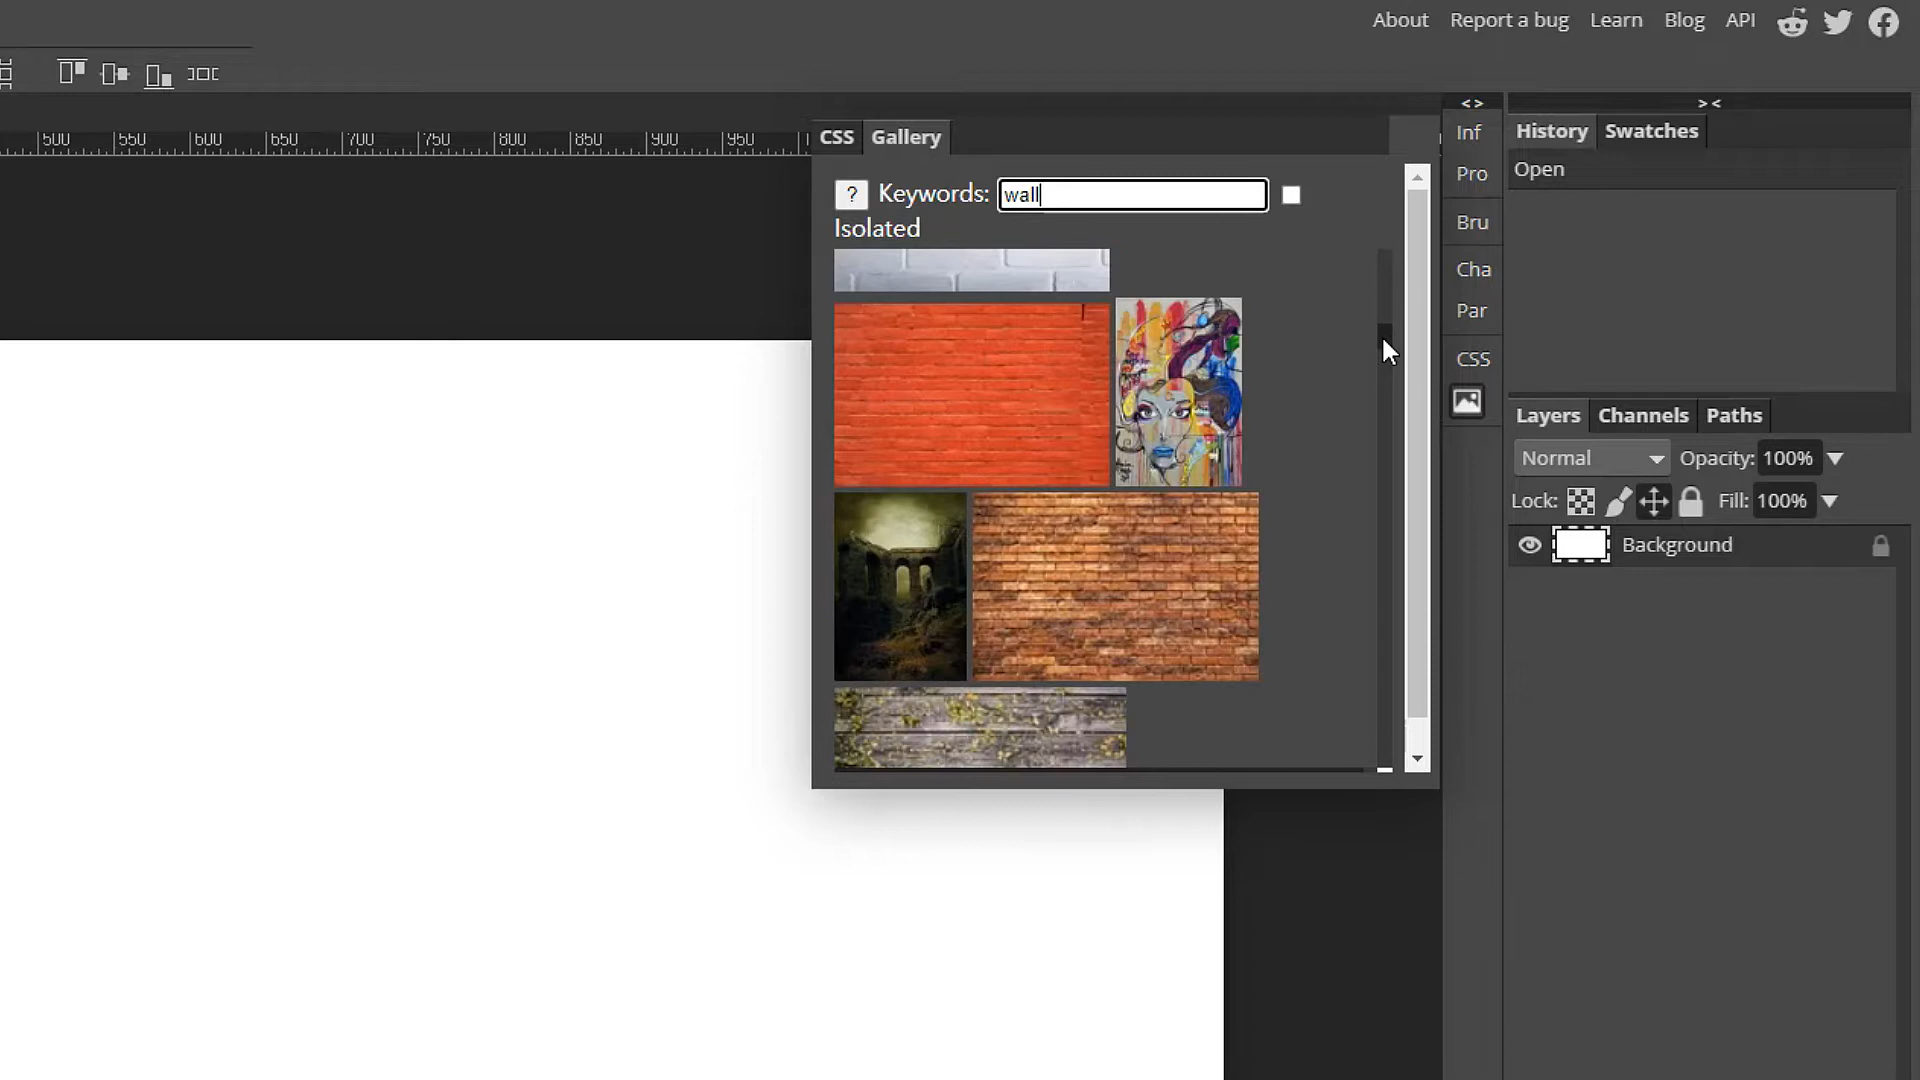 About Report a bug Learn Blog API
500 550 600 650 700 750 800 850 900 950
CSS Gallery
? Keywords: wall
Isolated
< >
Inf
Pro
Bru
Cha
Par
CSS
> <
History Swatches
Open
Layers Channels Paths
Normal Opacity: 100%
Lock: Fill: 100%
Background